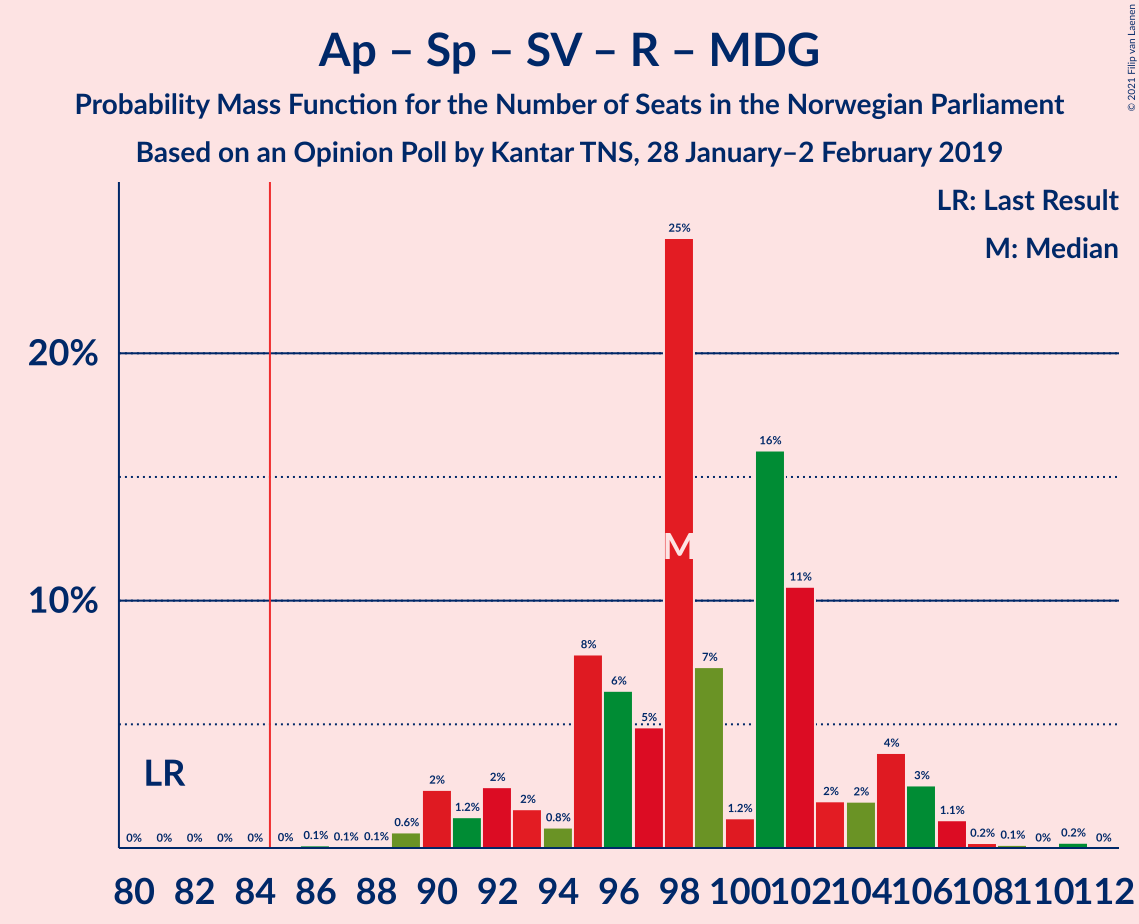 Ap – Sp – SV – R – MDG
Probability Mass Function for the Number of Seats in the Norwegian Parliament
Based on an Opinion Poll by Kantar TNS, 28 January–2 February 2019
© 2021 Filip van Laenen
LR: Last Result
M: Median
20%
10%
LR
M
0% 0% 0% 0% 0% 0% 0.1% 0.1% 0.1% 0.6% 2% 1.2% 2% 2% 0.8% 8% 6% 5% 25% 7% 1.2% 16% 11% 2% 2% 4% 3% 1.1% 0.2% 0.1% 0% 0.2% 0%
80 82 84 86 88 90 92 94 96 98 100 102 104 106 108 110 112